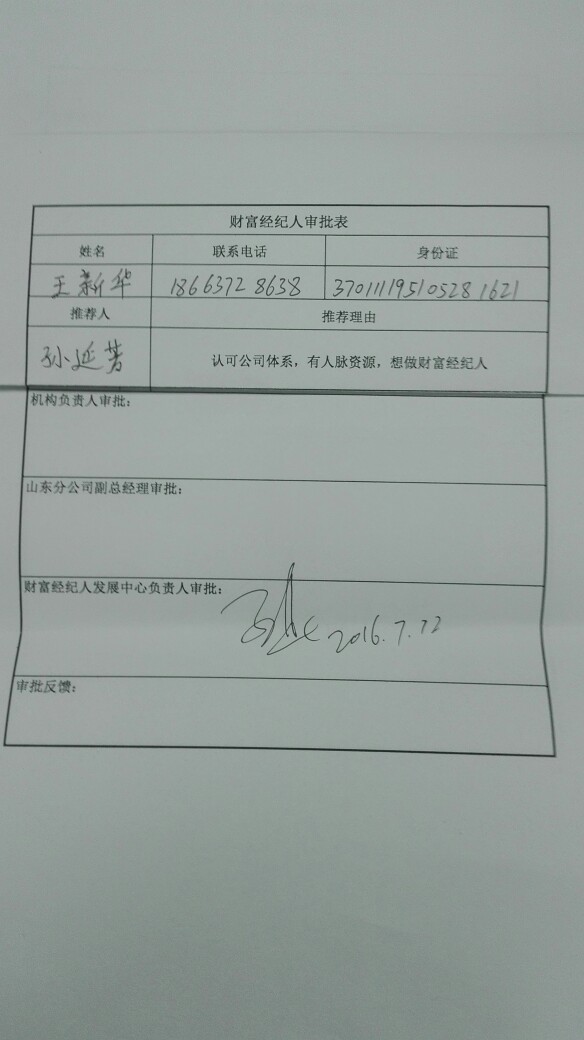 财富经纪人审批表
姓名 联系电话 身份证
王新华 18663728638 370111195105281621
推荐人 推荐理由
孙延芳 认可公司体系，有人脉资源，想做财富经纪人
机构负责人审批：
山东分公司副总经理审批：
财富经纪人发展中心负责人审批：
2016.7.22
审批反馈：